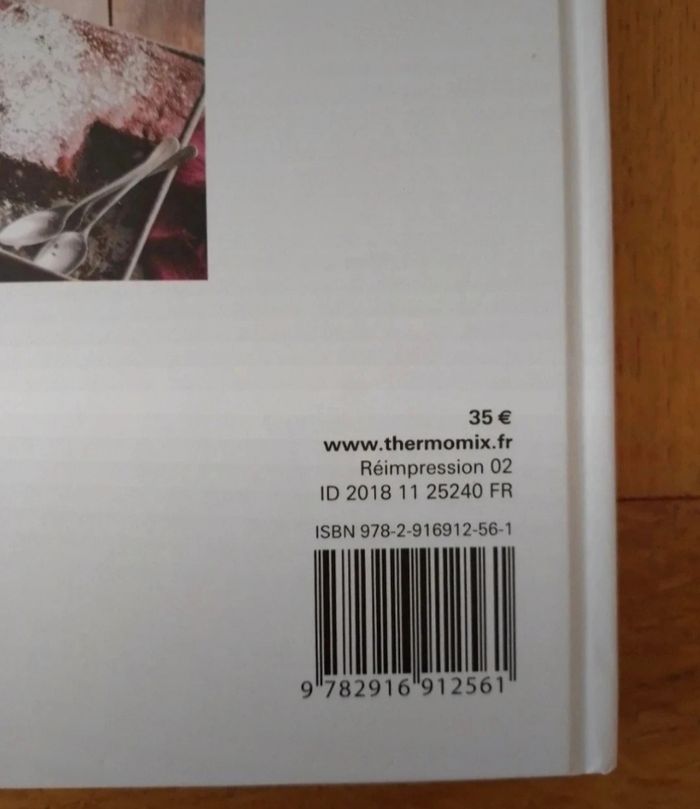 35 €
www.thermomix.fr
Réimpression 02
ID 2018 11 25240 FR
ISBN 978-2-916912-56-1
9 782916 912561